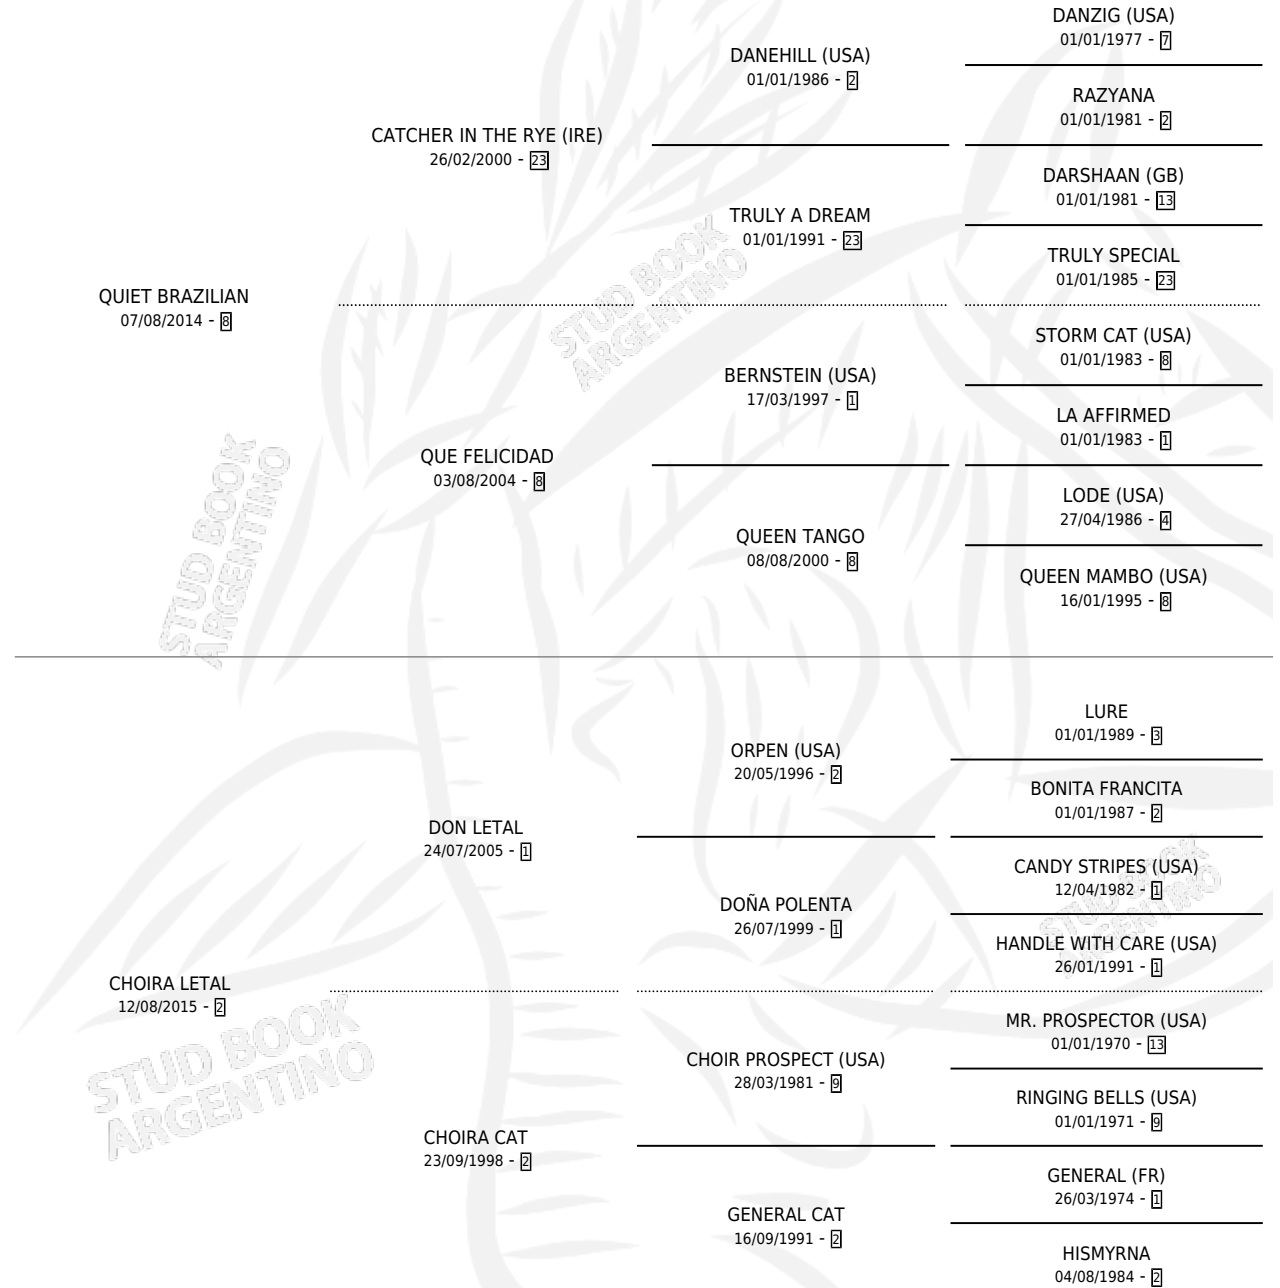 DANZIG (USA)
01/01/1977 - 7
DANEHILL (USA)
01/01/1986 - 2
RAZYANA
01/01/1981 - 2
CATCHER IN THE RYE (IRE)
26/02/2000 - 23
DARSHAAN (GB)
01/01/1981 - 13
TRULY A DREAM
01/01/1991 - 23
TRULY SPECIAL
01/01/1985 - 23
QUIET BRAZILIAN
07/08/2014 - 8
STORM CAT (USA)
01/01/1983 - 8
BERNSTEIN (USA)
17/03/1997 - 1
LA AFFIRMED
01/01/1983 - 1
QUE FELICIDAD
03/08/2004 - 8
LODE (USA)
27/04/1986 - 4
QUEEN TANGO
08/08/2000 - 8
QUEEN MAMBO (USA)
16/01/1995 - 8
STUD BOOK
ARGENTINO
STUD BOOK
ARGENTINO
LURE
01/01/1989 - 3
ORPEN (USA)
20/05/1996 - 2
BONITA FRANCITA
01/01/1987 - 2
DON LETAL
24/07/2005 - 1
CANDY STRIPES (USA)
12/04/1982 - 1
DOÑA POLENTA
26/07/1999 - 1
HANDLE WITH CARE (USA)
26/01/1991 - 1
CHOIRA LETAL
12/08/2015 - 2
MR. PROSPECTOR (USA)
01/01/1970 - 13
CHOIR PROSPECT (USA)
28/03/1981 - 9
RINGING BELLS (USA)
01/01/1971 - 9
CHOIRA CAT
23/09/1998 - 2
GENERAL (FR)
26/03/1974 - 1
GENERAL CAT
16/09/1991 - 2
HISMYRNA
04/08/1984 - 2
STUD BOOK
ARGENTINO
STUD BOOK
ARGENTINO